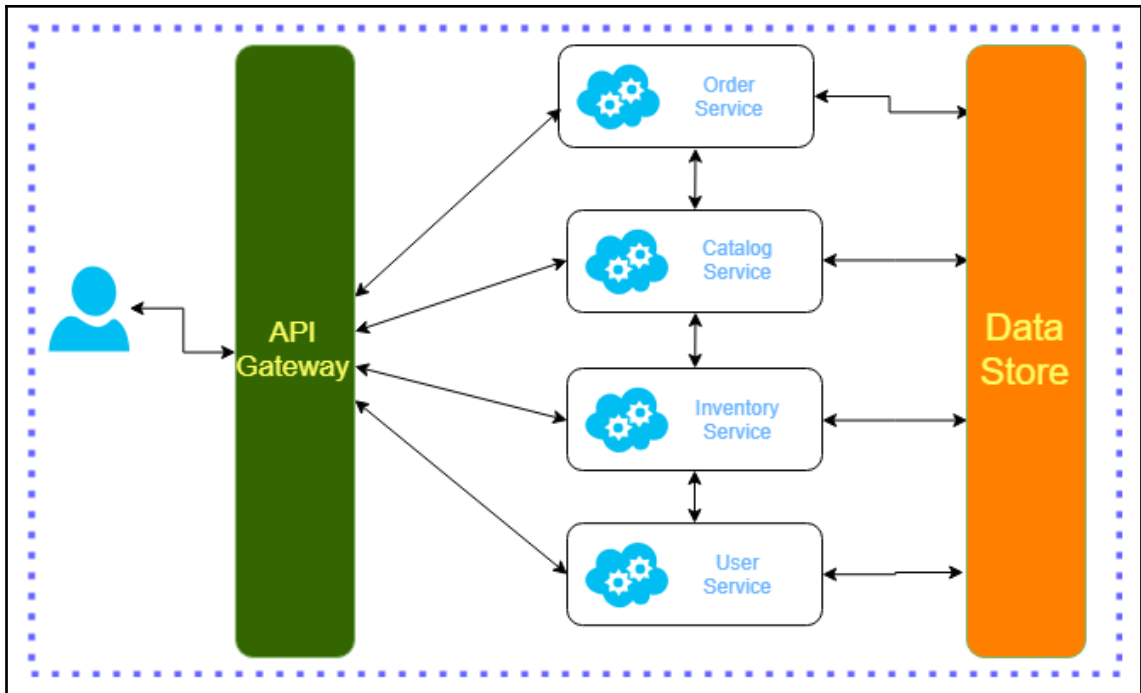 API
Gateway
Order
Service
Catalog
Service
Inventory
Service
User
Service
Data
Store